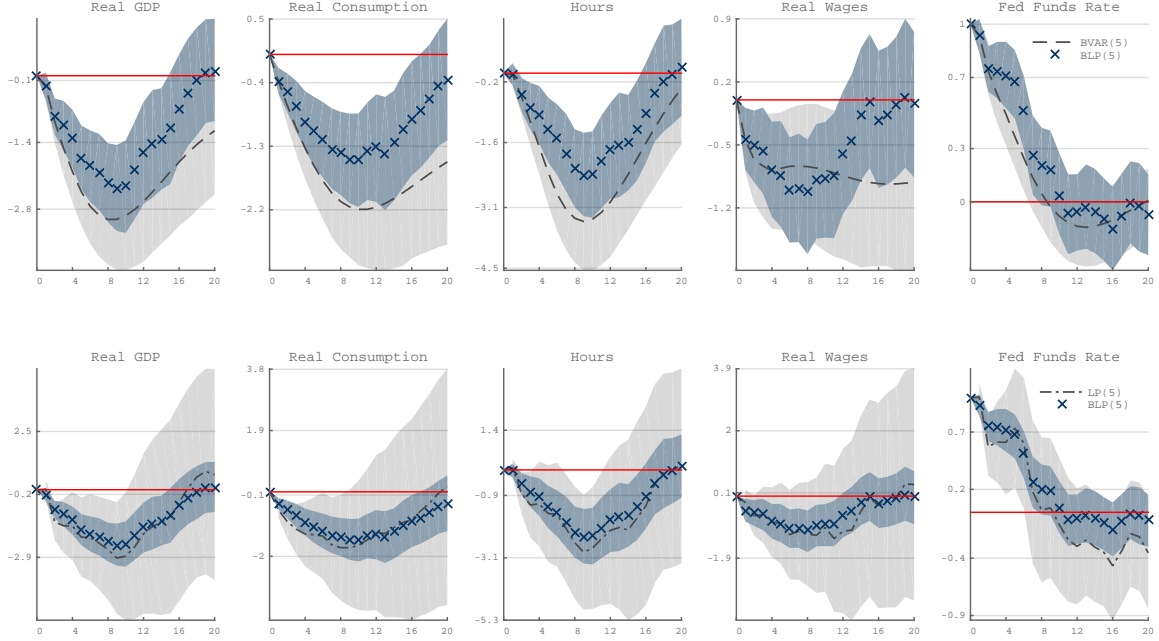 Real GDP Real Consumption Hours Real Wages Fed Funds Rate
-0.1
-1.4
-2.8
0 4 8 12 16 20
0.5
-0.4
-1.3
-2.2
0 4 8 12 16 20
-0.2
-1.6
-3.1
-4.5
0 4 8 12 16 20
0.9
0.2
-0.5
-1.2
0 4 8 12 16 20
1
0.7
0.3
0
0 4 8 12 16 20
BVAR(5)
BLP(5)
Real GDP Real Consumption Hours Real Wages Fed Funds Rate
2.5
-0.2
-2.9
0 4 8 12 16 20
3.8
1.9
-0.1
-2
0 4 8 12 16 20
1.4
-0.9
-3.1
-5.3
0 4 8 12 16 20
3.9
2
0.1
-1.9
0 4 8 12 16 20
0.7
0.2
-0.4
-0.9
0 4 8 12 16 20
LP(5)
BLP(5)